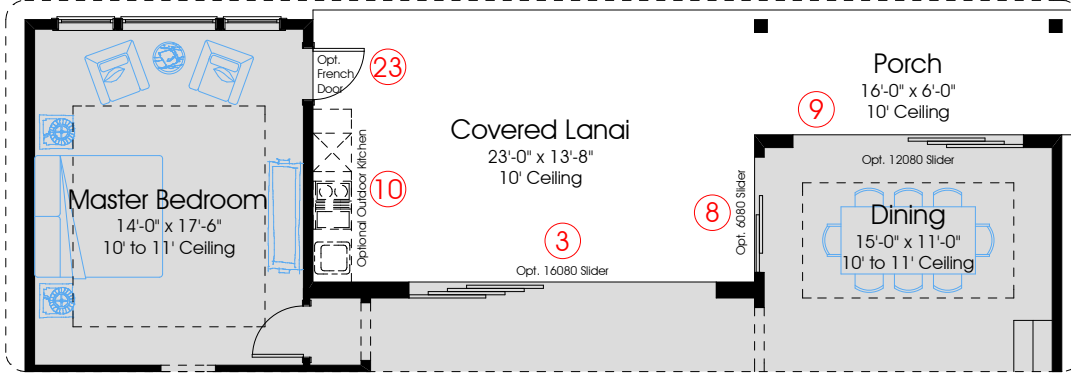 Opt.
French
Door
23
Porch
16'-0" x 6'-0"
10' Ceiling
9
Covered Lanai
23'-0" x 13'-8"
10' Ceiling
Opt. 12080 Slider
Optional Outdoor Kitchen
10
Master Bedroom
14'-0" x 17'-6"
10' to 11' Ceiling
8
Opt. 6080 Slider
Dining
15'-0" x 11'-0"
10' to 11' Ceiling
3
Opt. 16080 Slider